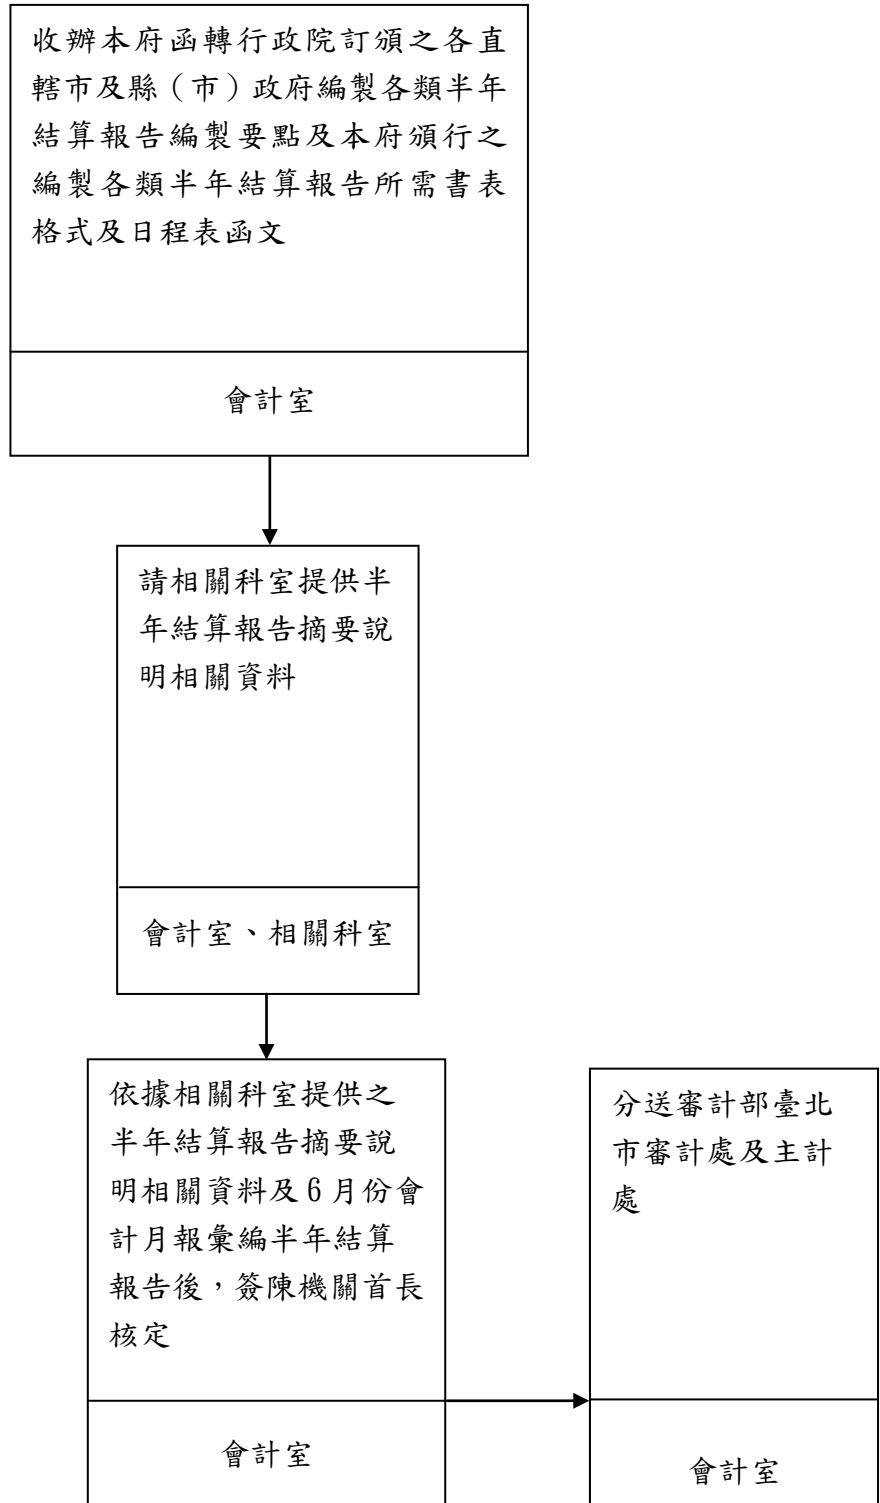 收辦本府函轉行政院訂頒之各直
轄市及縣（市）政府編製各類半年
結算報告編製要點及本府頒行之
編製各類半年結算報告所需書表
格式及日程表函文
會計室
請相關科室提供半
年結算報告摘要說
明相關資料
會計室、相關科室
依據相關科室提供之
半年結算報告摘要說
明相關資料及6月份會
計月報彙編半年結算
報告後，簽陳機關首長
核定
會計室
分送審計部臺北
市審計處及主計
處
會計室